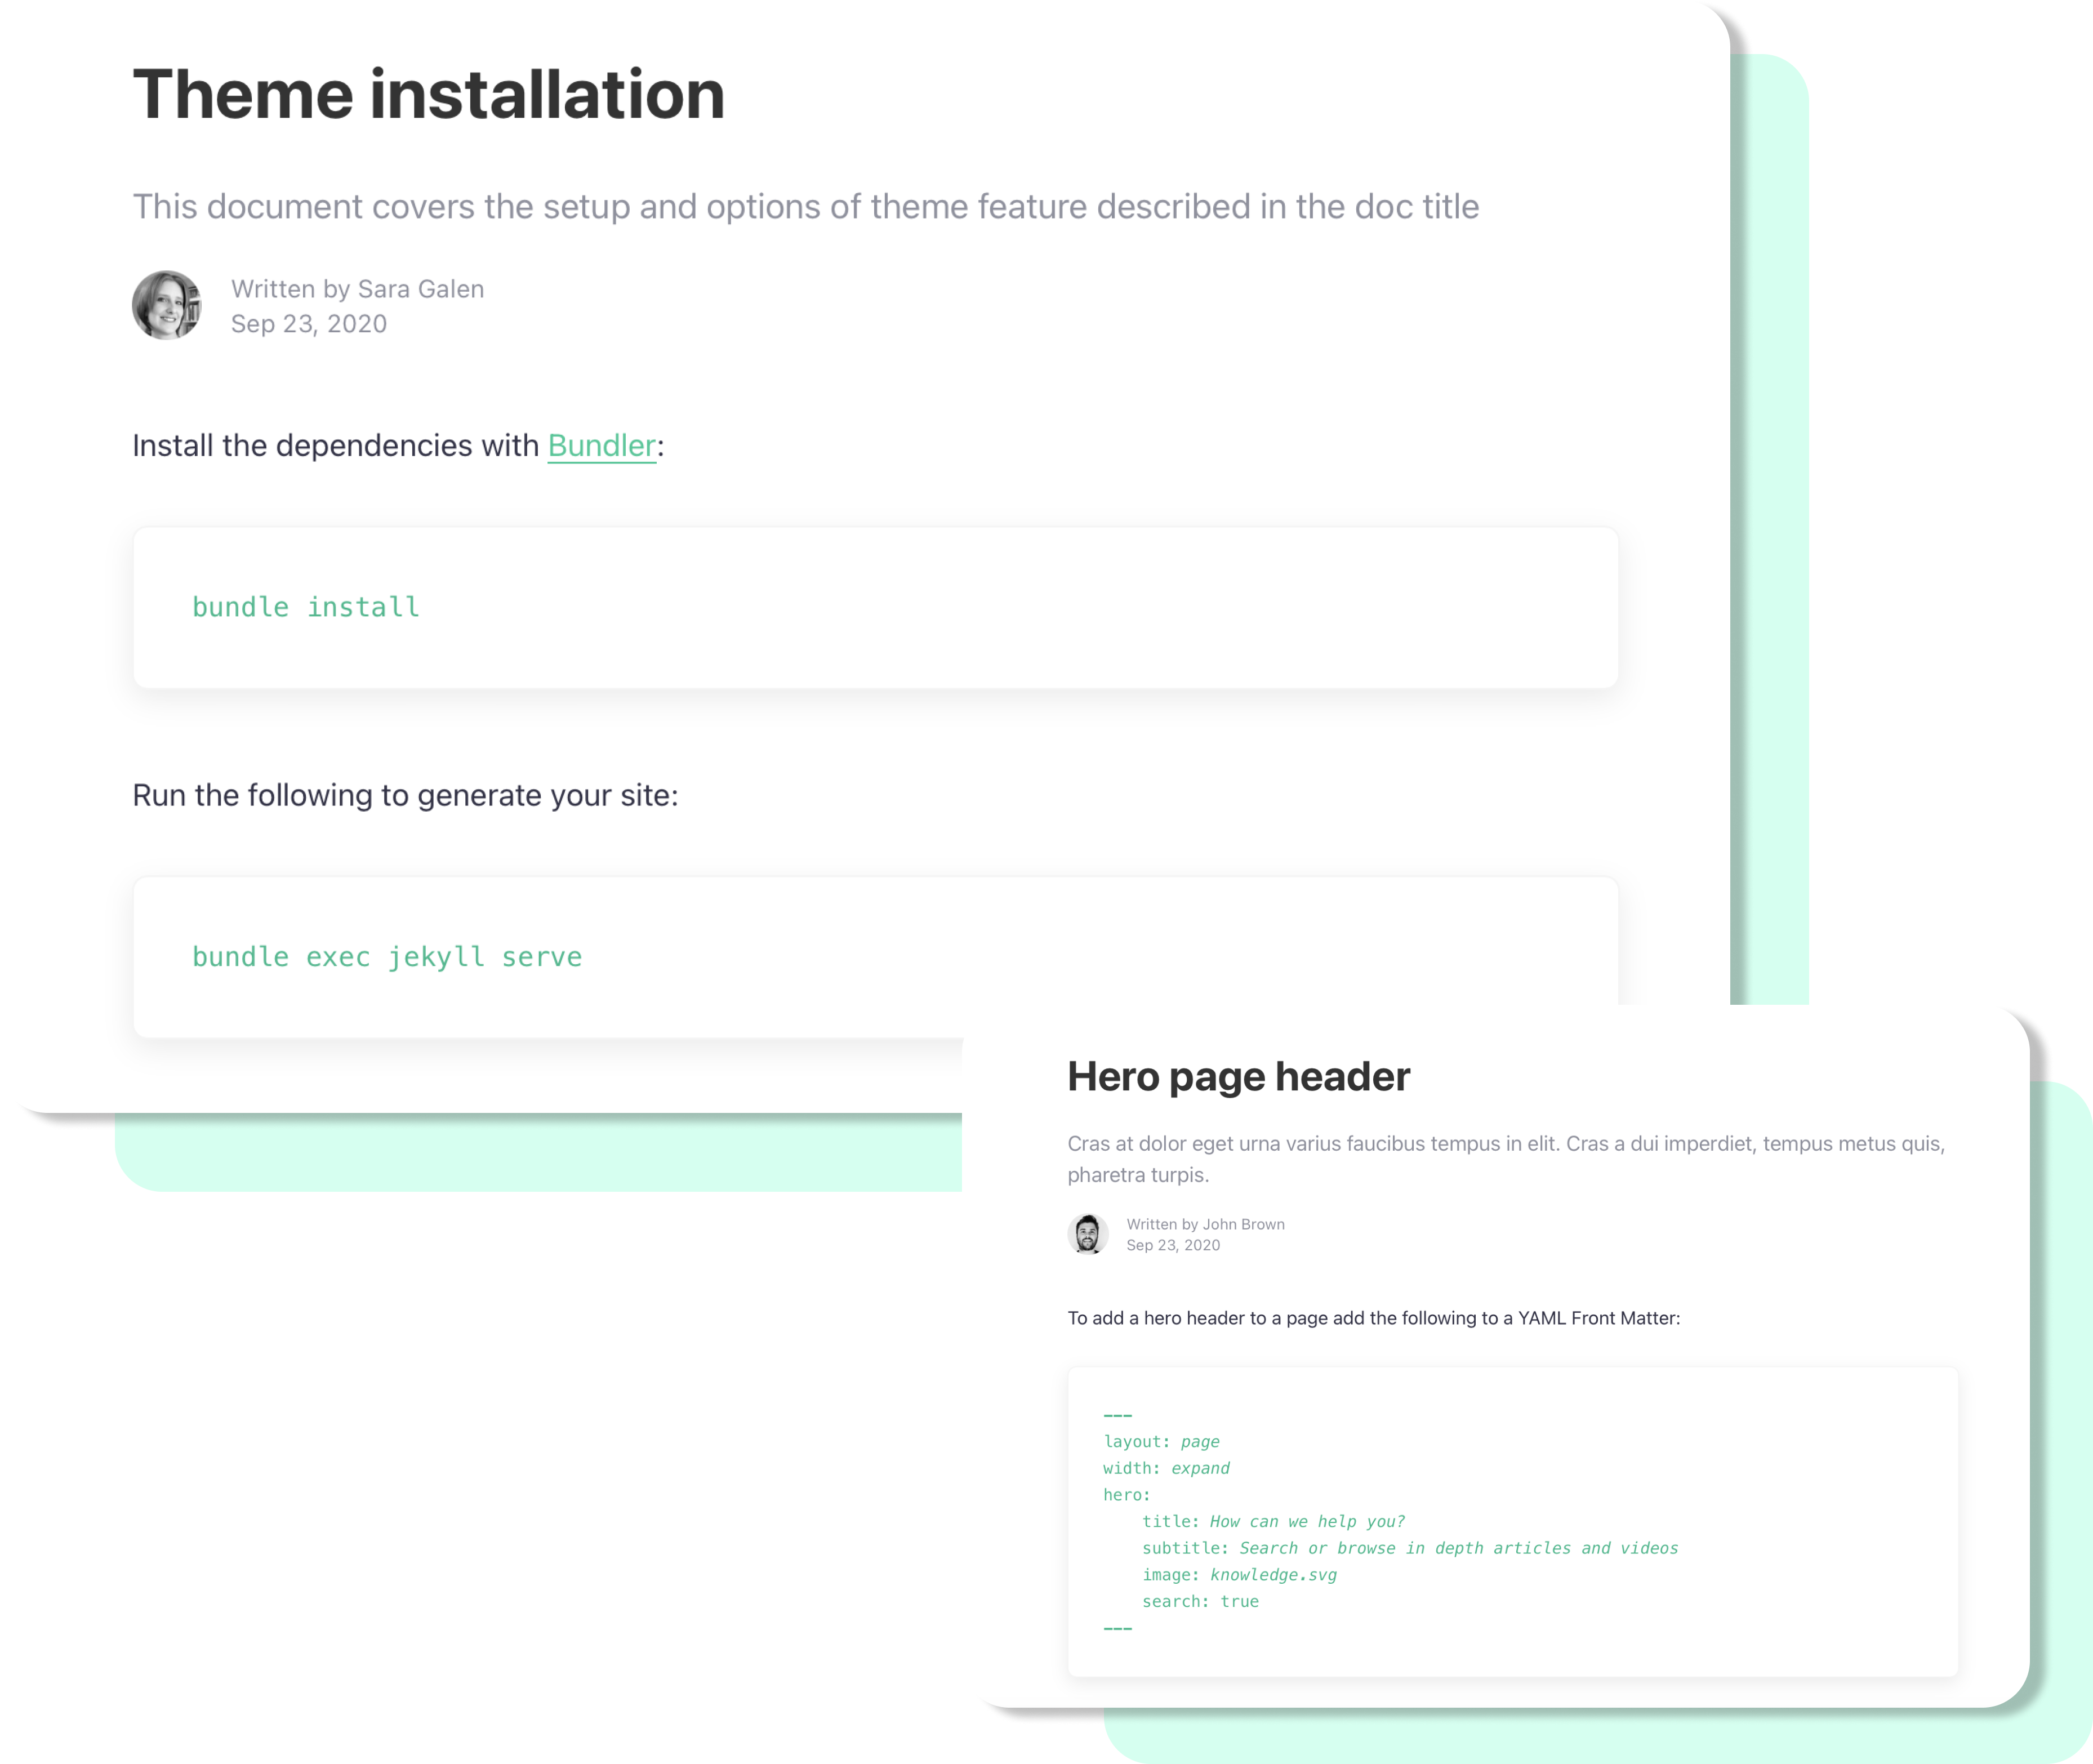 Theme installation
This document covers the setup and options of theme feature described in the doc title
Written by Sara Galen
Sep 23, 2020
Install the dependencies with Bundler:
bundle install
Run the following to generate your site:
bundle exec jekyll serve
Hero page header
Cras at dolor eget urna varius faucibus tempus in elit. Cras a dui imperdiet, tempus metus quis,
pharetra turpis.
Written by John Brown
Sep 23, 2020
To add a hero header to a page add the following to a YAML Front Matter:
---
layout: page
width: expand
hero:
    title: How can we help you?
    subtitle: Search or browse in depth articles and videos
    image: knowledge.svg
    search: true
---